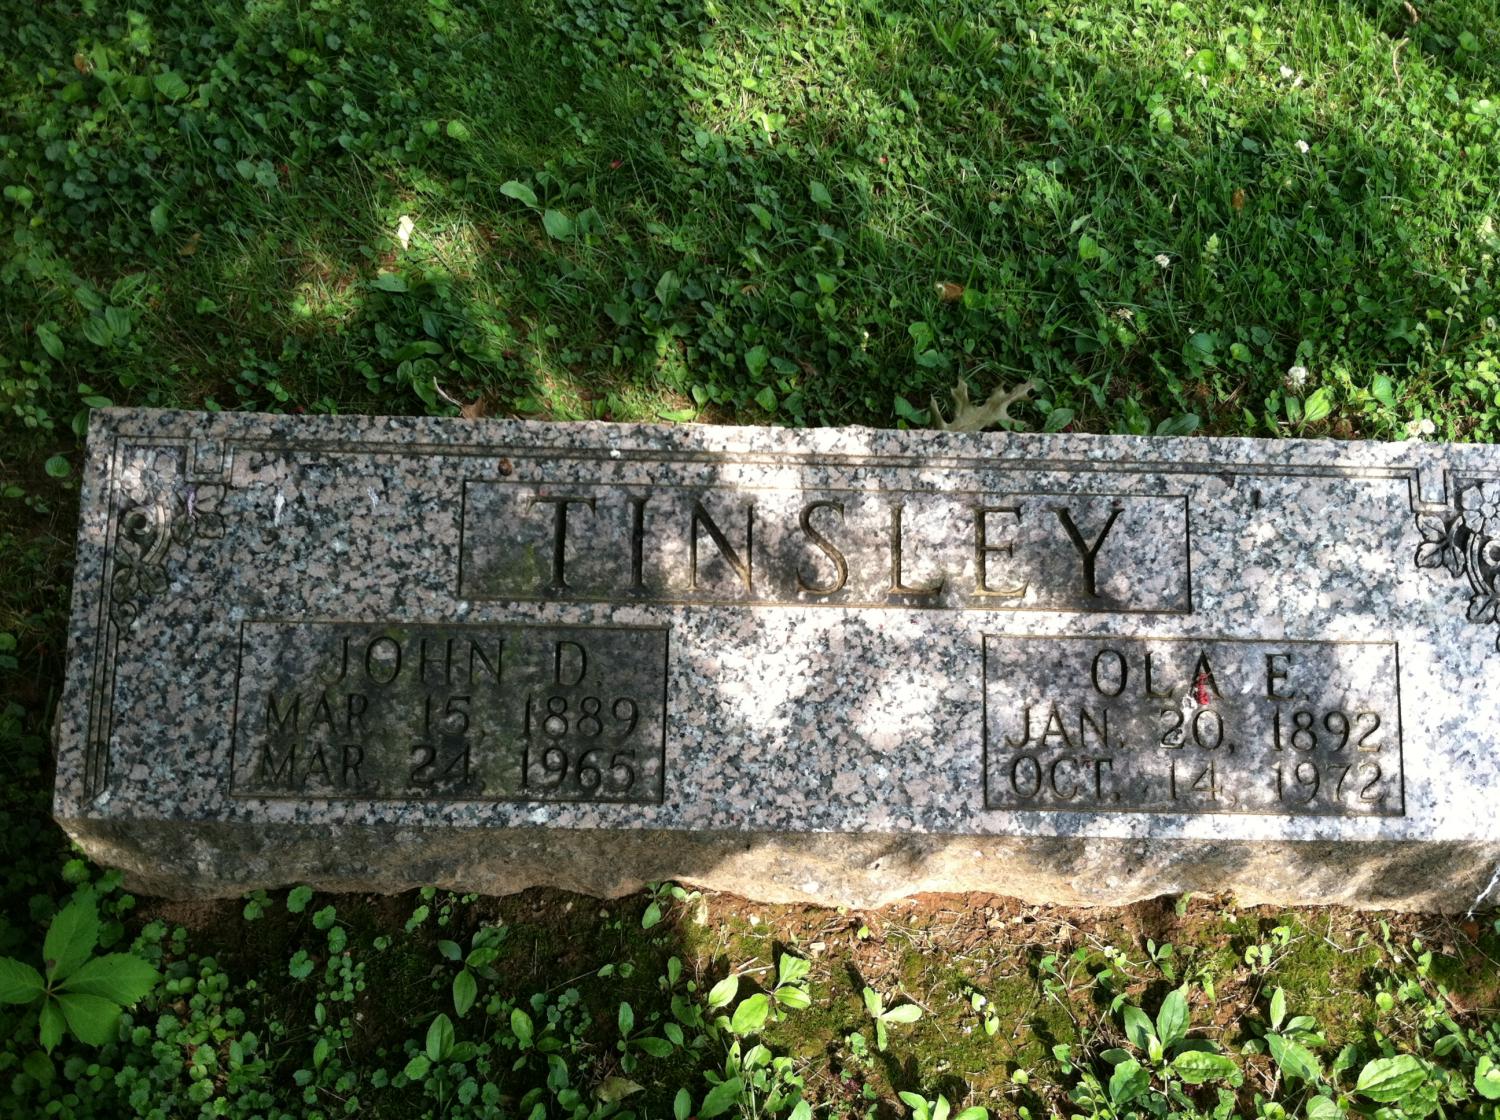 TINSLEY
JOHN D.
MAR. 15, 1889
MAR. 24, 1965
OLA E.
JAN. 20, 1892
OCT. 14, 1972